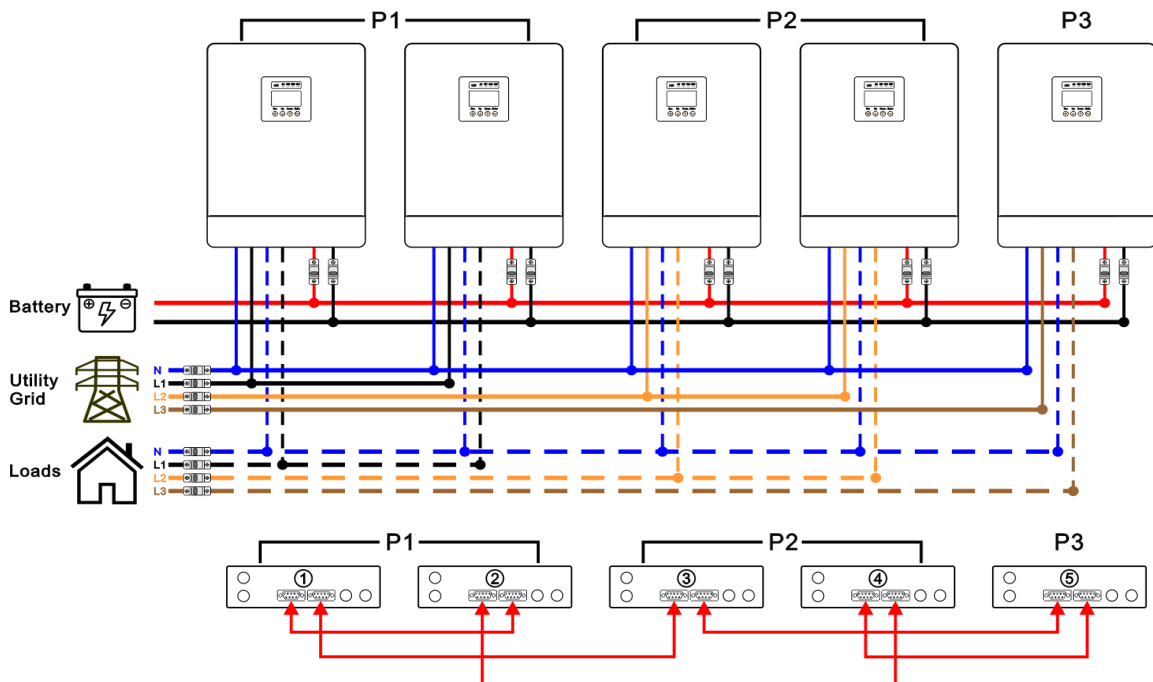 P1 P2 P3
Battery
Utility
Grid
N
L1
L2
L3
Loads
N
L1
L2
L3
P1 P2 P3
① ② ③ ④ ⑤